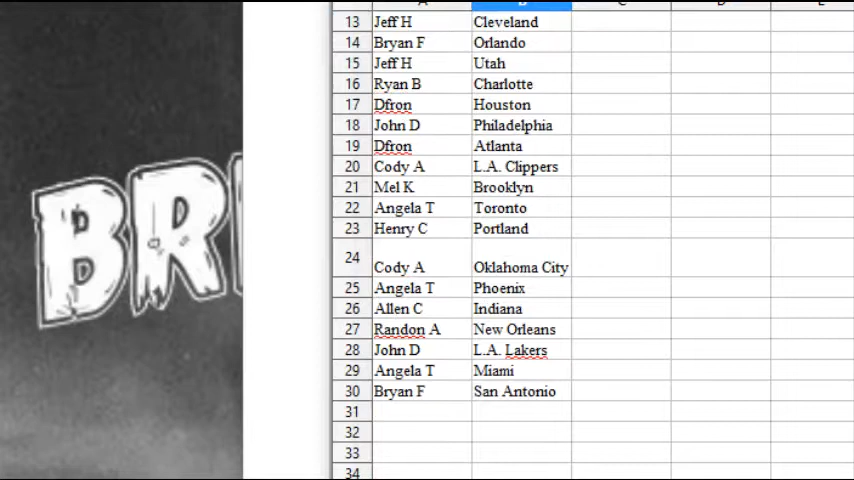 13 Jeff H Cleveland
14 Bryan F Orlando
15 Jeff H Utah
16 Ryan B Charlotte
17 Dfron Houston
18 John D Philadelphia
19 Dfron Atlanta
20 Cody A L.A. Clippers
21 Mel K Brooklyn
22 Angela T Toronto
23 Henry C Portland
24 Cody A Oklahoma City
25 Angela T Phoenix
26 Allen C Indiana
27 Randon A New Orleans
28 John D L.A. Lakers
29 Angela T Miami
30 Bryan F San Antonio
31
32
33
34
BR